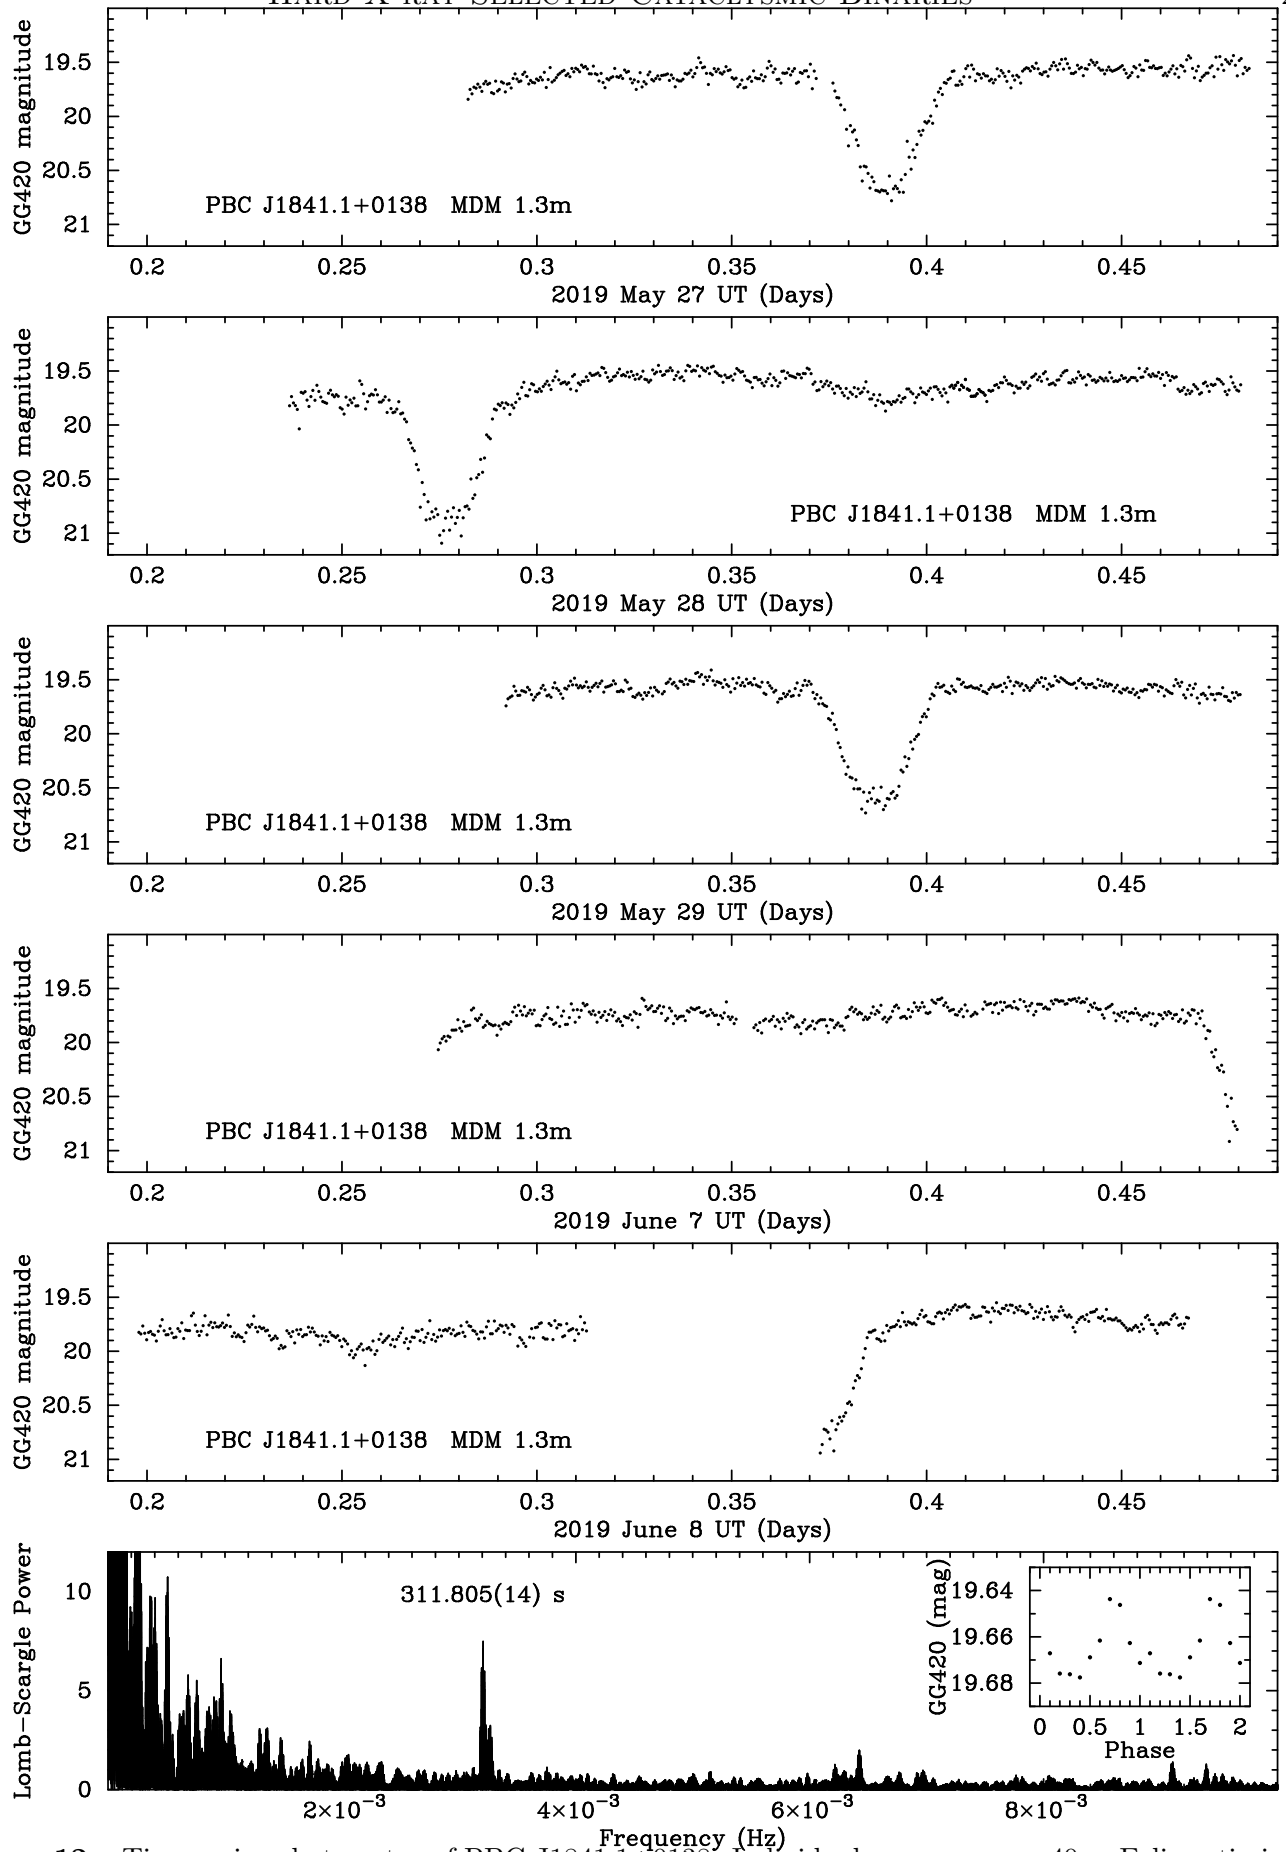 HARD X-RAY SELECTED CATACLYSMIC BINARIES
GG420 magnitude
19.5
20
20.5
21
PBC J1841.1+0138 MDM 1.3m
0.2 0.25 0.3 0.35 0.4 0.45
2019 May 27 UT (Days)
GG420 magnitude
19.5
20
20.5
21
PBC J1841.1+0138 MDM 1.3m
0.2 0.25 0.3 0.35 0.4 0.45
2019 May 28 UT (Days)
GG420 magnitude
19.5
20
20.5
21
PBC J1841.1+0138 MDM 1.3m
0.2 0.25 0.3 0.35 0.4 0.45
2019 May 29 UT (Days)
GG420 magnitude
19.5
20
20.5
21
PBC J1841.1+0138 MDM 1.3m
0.2 0.25 0.3 0.35 0.4 0.45
2019 June 7 UT (Days)
GG420 magnitude
19.5
20
20.5
21
PBC J1841.1+0138 MDM 1.3m
0.2 0.25 0.3 0.35 0.4 0.45
2019 June 8 UT (Days)
Lomb-Scargle Power
10
5
0
311.805(14) s
GG420 (mag)
19.64
19.66
19.68
0 0.5 1 1.5 2
Phase
2×10⁻³ 4×10⁻³ 6×10⁻³ 8×10⁻³
Frequency (Hz)